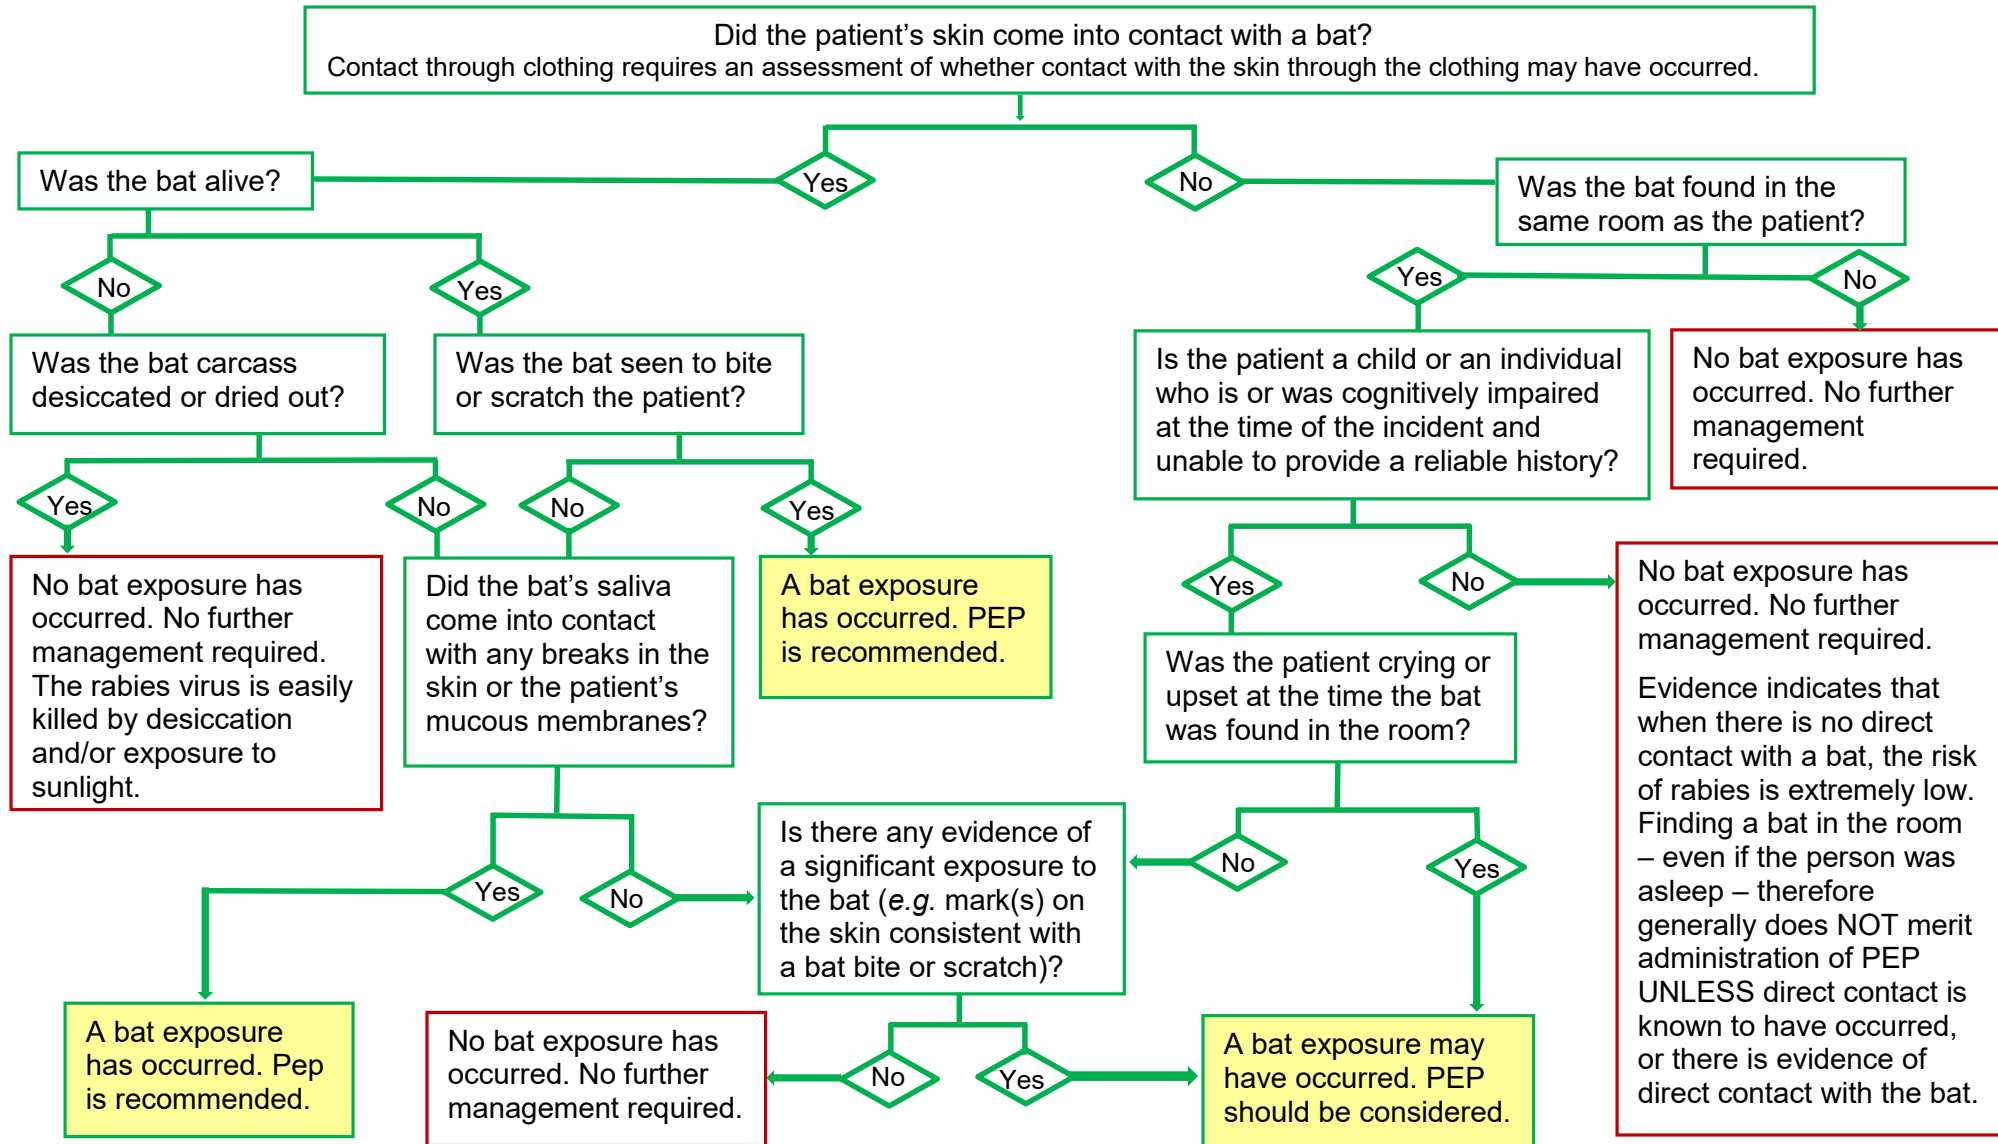 Did the patient’s skin come into contact with a bat?
Contact through clothing requires an assessment of whether contact with the skin through the clothing may have occurred.
Was the bat alive?
Yes
No
Was the bat found in the
same room as the patient?
No
Yes
Yes
No
Was the bat carcass
desiccated or dried out?
Was the bat seen to bite
or scratch the patient?
Is the patient a child or an individual
who is or was cognitively impaired
at the time of the incident and
unable to provide a reliable history?
No bat exposure has
occurred. No further
management
required.
Yes
No
No
Yes
No bat exposure has
occurred. No further
management required.
The rabies virus is easily
killed by desiccation
and/or exposure to
sunlight.
Did the bat’s saliva
come into contact
with any breaks in the
skin or the patient’s
mucous membranes?
A bat exposure
has occurred. PEP
is recommended.
Yes
No
No bat exposure has
occurred. No further
management required.
Evidence indicates that
when there is no direct
contact with a bat, the risk
of rabies is extremely low.
Finding a bat in the room
– even if the person was
asleep – therefore
generally does NOT merit
administration of PEP
UNLESS direct contact is
known to have occurred,
or there is evidence of
direct contact with the bat.
Was the patient crying or
upset at the time the bat
was found in the room?
Yes
No
Is there any evidence of
a significant exposure to
the bat (e.g. mark(s) on
the skin consistent with
a bat bite or scratch)?
No
Yes
A bat exposure
has occurred. Pep
is recommended.
No bat exposure has
occurred. No further
management required.
No
Yes
A bat exposure may
have occurred. PEP
should be considered.